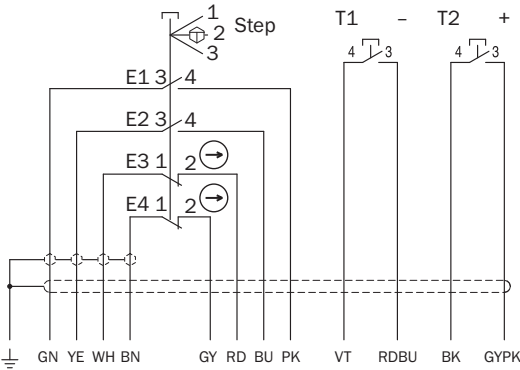 1
2 Step
3
T1 – T2 +
4 3 4 3
E1 3 4
E2 3 4
E3 1 2
E4 1 2
GN YE WH BN GY RD BU PK VT RDBU BK GYPK